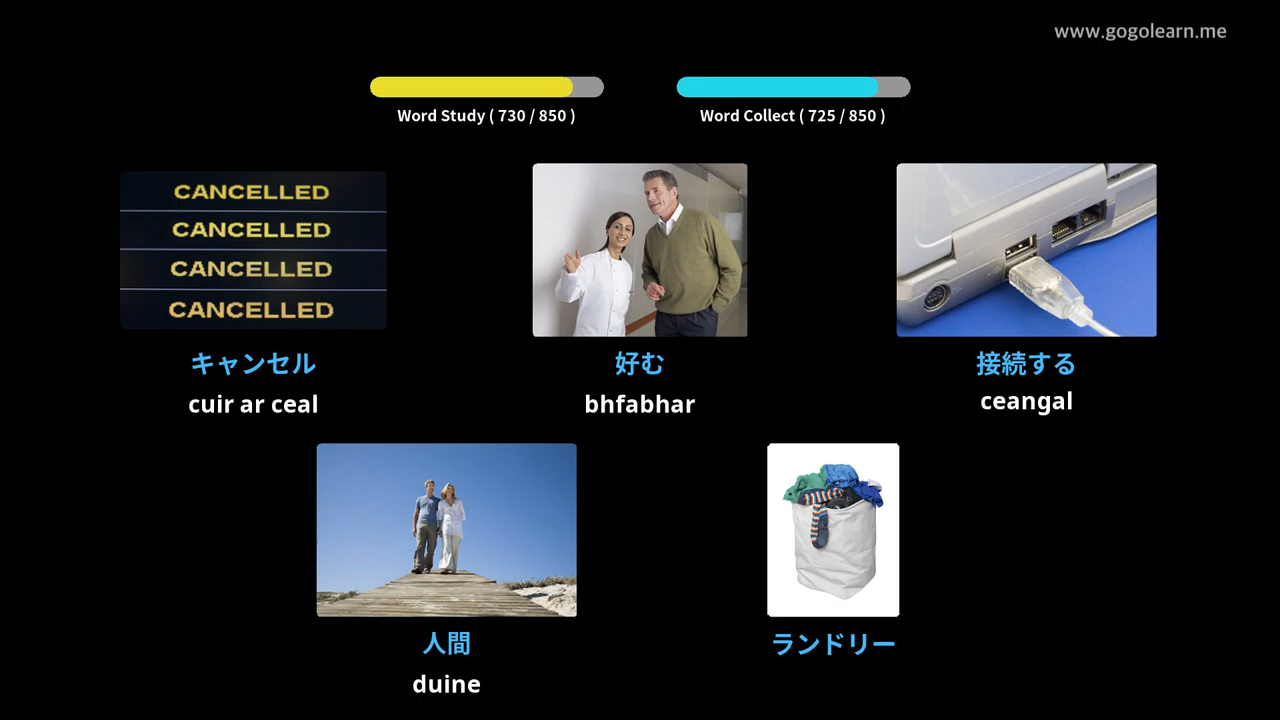 www.gogolearn.me
Word Study ( 730 / 850 )
Word Collect ( 725 / 850 )
CANCELLED
CANCELLED
CANCELLED
CANCELLED
キャンセル
cuir ar ceal
好む
bhfabhar
接続する
ceangal
人間
duine
ランドリー